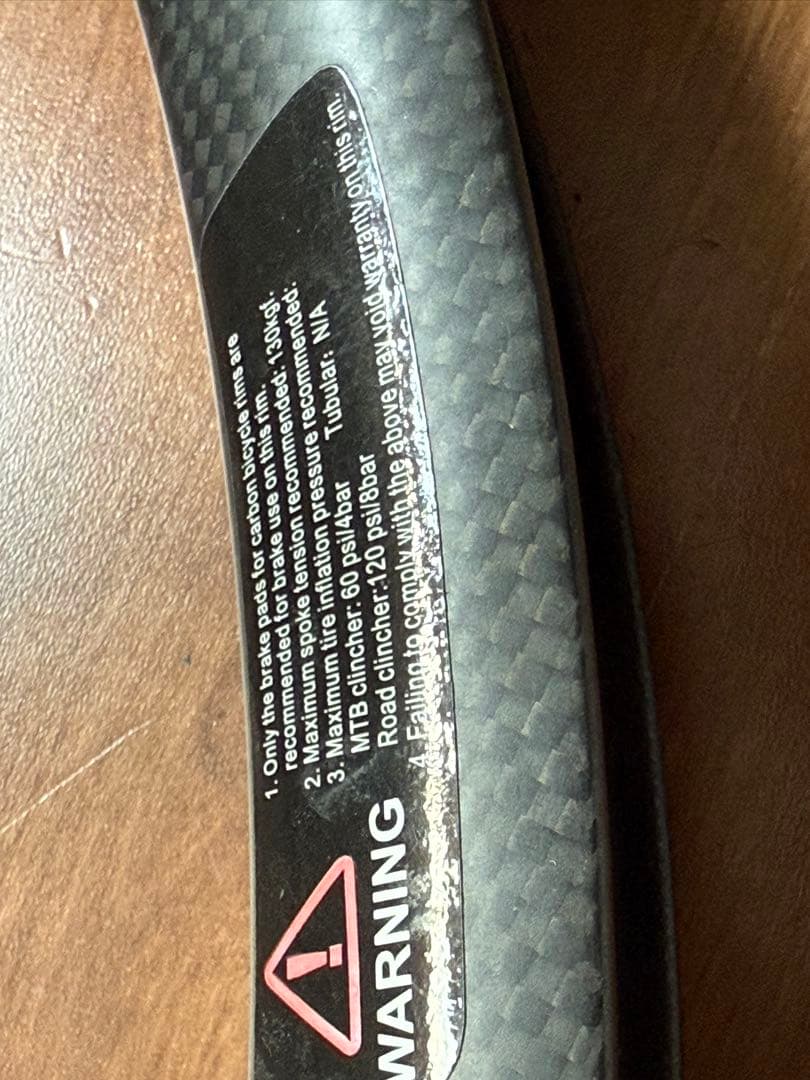 WARNING
1. Only the brake pads for carbon bicycle rims are
recommended for brake use on this rim.
2. Maximum spoke tension recommended: 130kgf.
3. Maximum tire inflation pressure recommended:
MTB clincher: 60 psi/4bar Tubular: N/A
Road clincher:120 psi/8bar
4. Failing to comply with the above may void warranty on this rim.